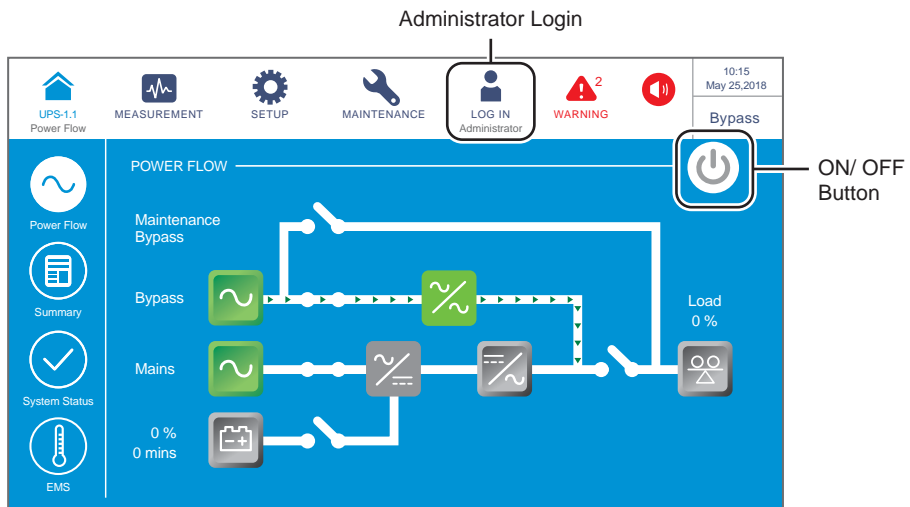 Administrator Login
UPS-1.1
Power Flow
MEASUREMENT
SETUP
MAINTENANCE
LOG IN
Administrator
2
WARNING
10:15
May 25,2018
Bypass
ON/ OFF
Button
POWER FLOW
Power Flow
Summary
System Status
EMS
Maintenance
Bypass
Bypass
Load
0 %
Mains
0 %
0 mins